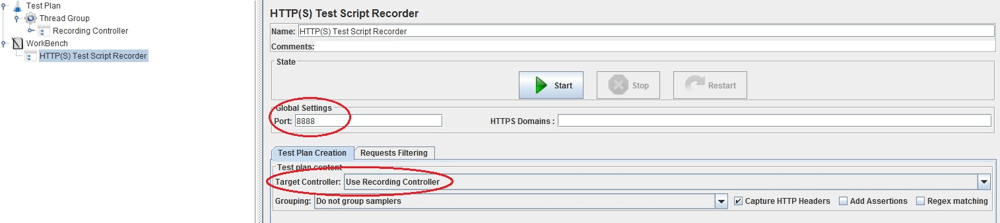 Test Plan
Thread Group
Recording Controller
WorkBench
HTTP(S) Test Script Recorder
HTTP(S) Test Script Recorder
Name: HTTP(S) Test Script Recorder
Comments:
State
Start Stop Restart
Global Settings
Port: 8888 HTTPS Domains :
Test Plan Creation Requests Filtering
Test plan content
Target Controller: Use Recording Controller
Grouping: Do not group samplers Capture HTTP Headers Add Assertions Regex matching